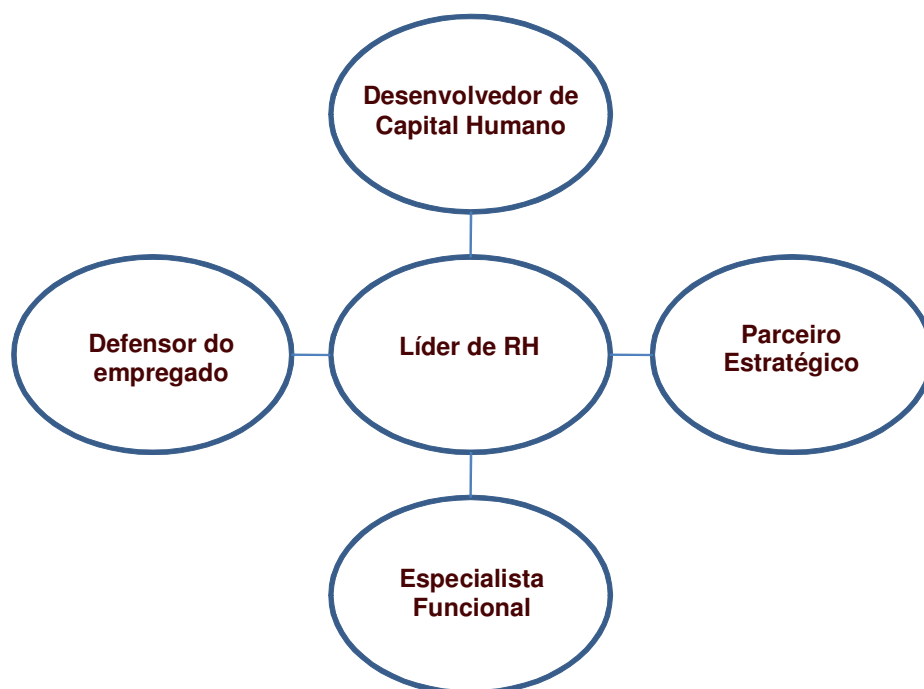 Desenvolvedor de
Capital Humano
Defensor do
empregado
Líder de RH
Parceiro
Estratégico
Especialista
Funcional